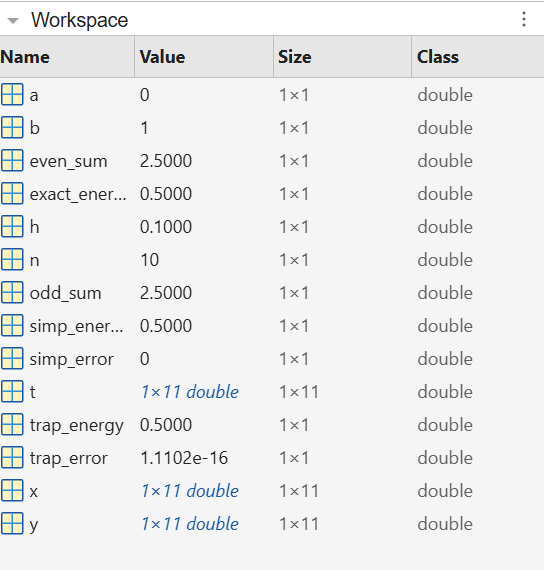 Workspace
Name Value Size Class
a 0 1×1 double
b 1 1×1 double
even_sum 2.5000 1×1 double
exact_ener... 0.5000 1×1 double
h 0.1000 1×1 double
n 10 1×1 double
odd_sum 2.5000 1×1 double
simp_ener... 0.5000 1×1 double
simp_error 0 1×1 double
t 1×11 double 1×11 double
trap_energy 0.5000 1×1 double
trap_error 1.1102e-16 1×1 double
x 1×11 double 1×11 double
y 1×11 double 1×11 double